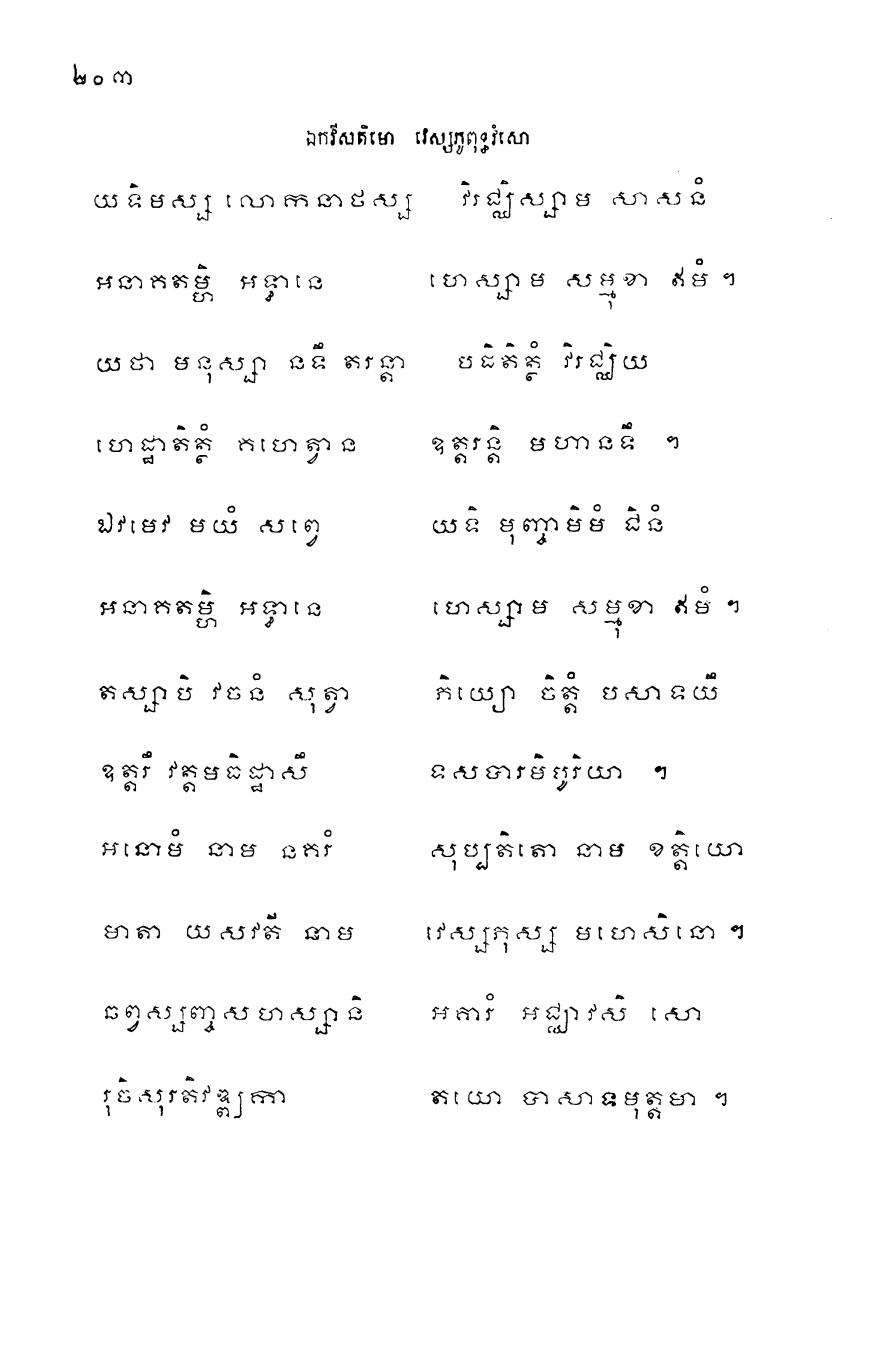 ២០៣
ឯកវីសតិមោ វេស្សភូពុទ្ធវំសោ
យទិមស្ស លោកនាថស្ស វិរជ្ឈិស្សាម សាសនំ
អនាគតម្ហិ អទ្ធានេ ហេស្សាម សម្មុខា ឥមំ ។
យថា មនុស្សា នទឹ តរន្តា បដិតិត្ថំ វិរជ្ឈិយ
ហេដ្ឋាតិត្ថំ គហេត្វាន ឧត្តរន្តិ មហានទឹ ។
ឯវមេវ មយំ សព្វេ យទិ មុញ្ចាមិមំ ជិនំ
អនាគតម្ហិ អទ្ធានេ ហេស្សាម សម្មុខា ឥមំ ។
តស្សាបិ វចនំ សុត្វា ភិយ្យោ ចិត្តំ បសាទយឹ
ឧត្តរឹ វត្តមធិដ្ឋាសឹ ទសបារមិបូរិយា ។
អនោមំ នាម នគរំ សុប្បតិតោ នាម ខត្តិយោ
មាតា យសវតី នាម វេស្សភុស្ស មហេសិនោ ។
ឆព្វស្សញ្ចសហស្សានិ អគារំ អជ្ឈាវសិ សោ
រុចិសុរតិវឌ្ឍកា តយោ បាសាទមុត្តមា ។